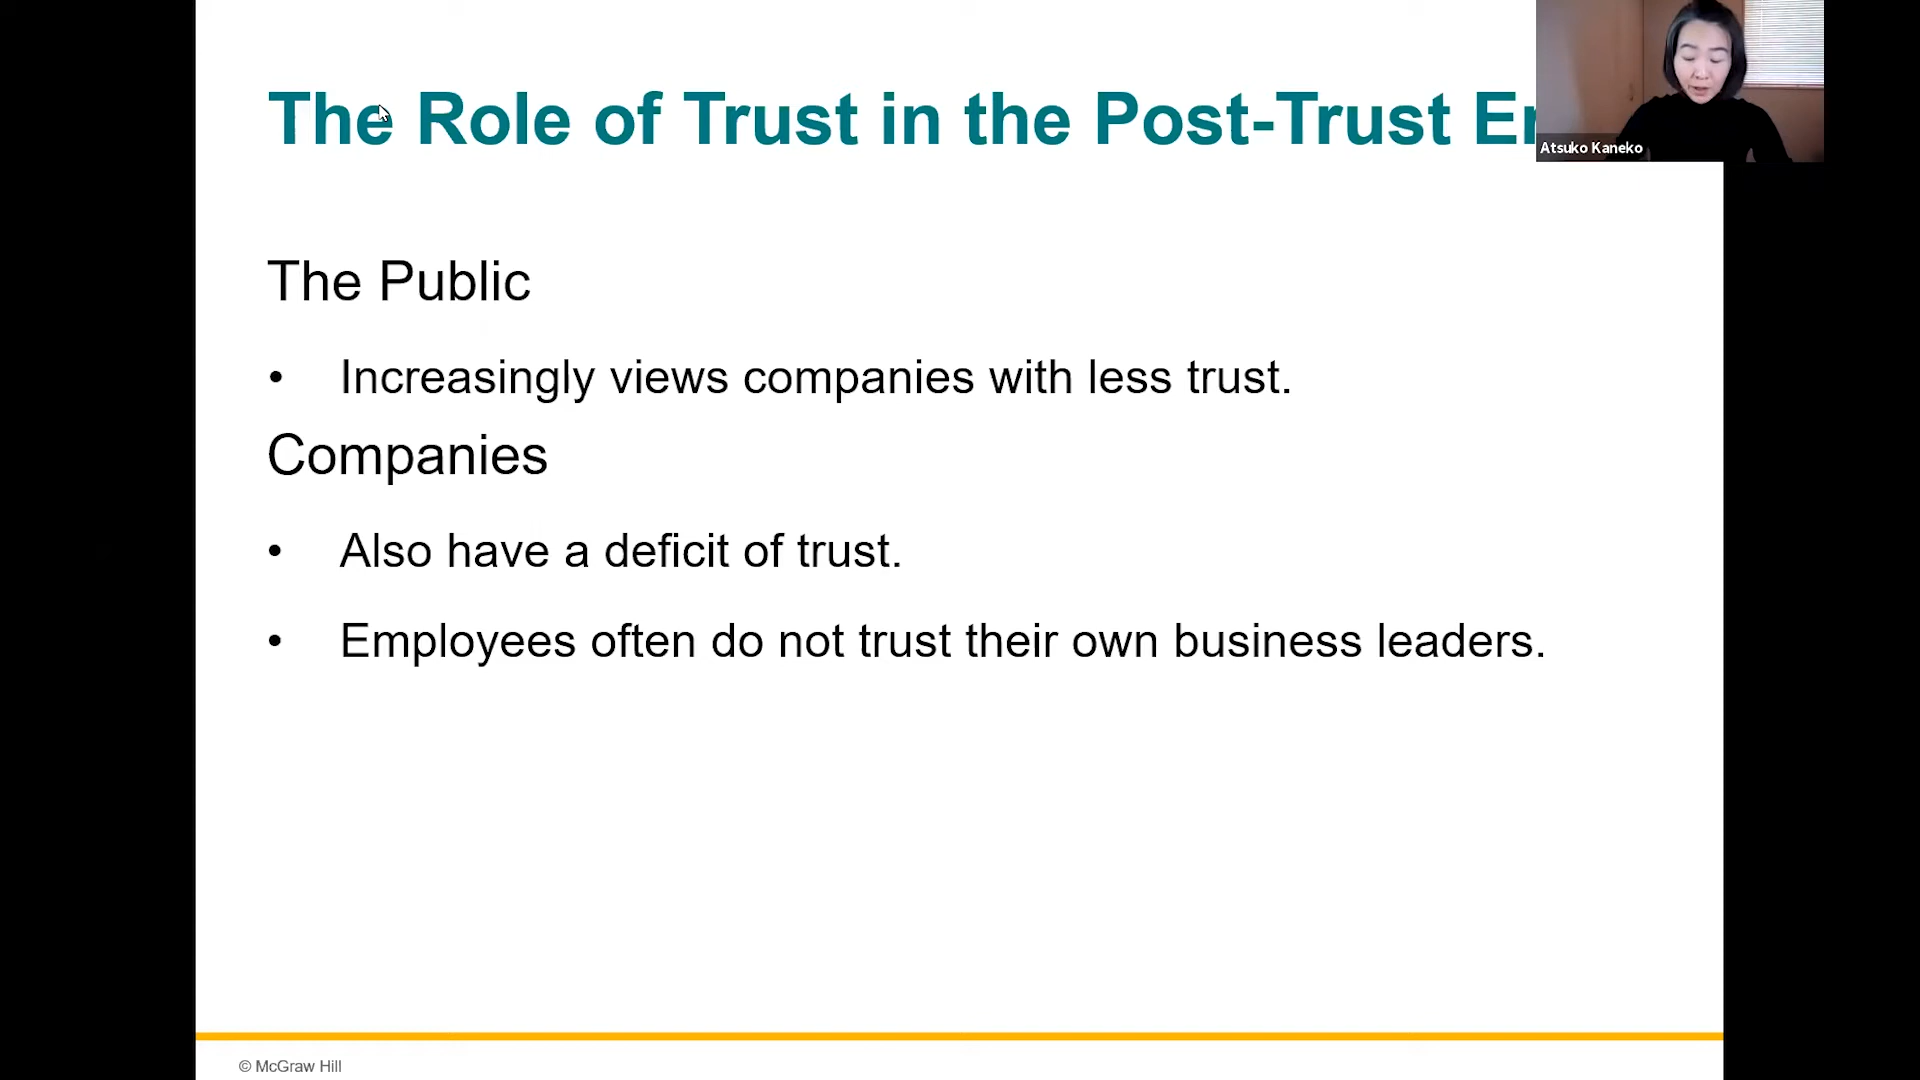 The Role of Trust in the Post-Trust
Atsuko Kaneko
The Public
• Increasingly views companies with less trust.
Companies
• Also have a deficit of trust.
• Employees often do not trust their own business leaders.
© McGraw Hill